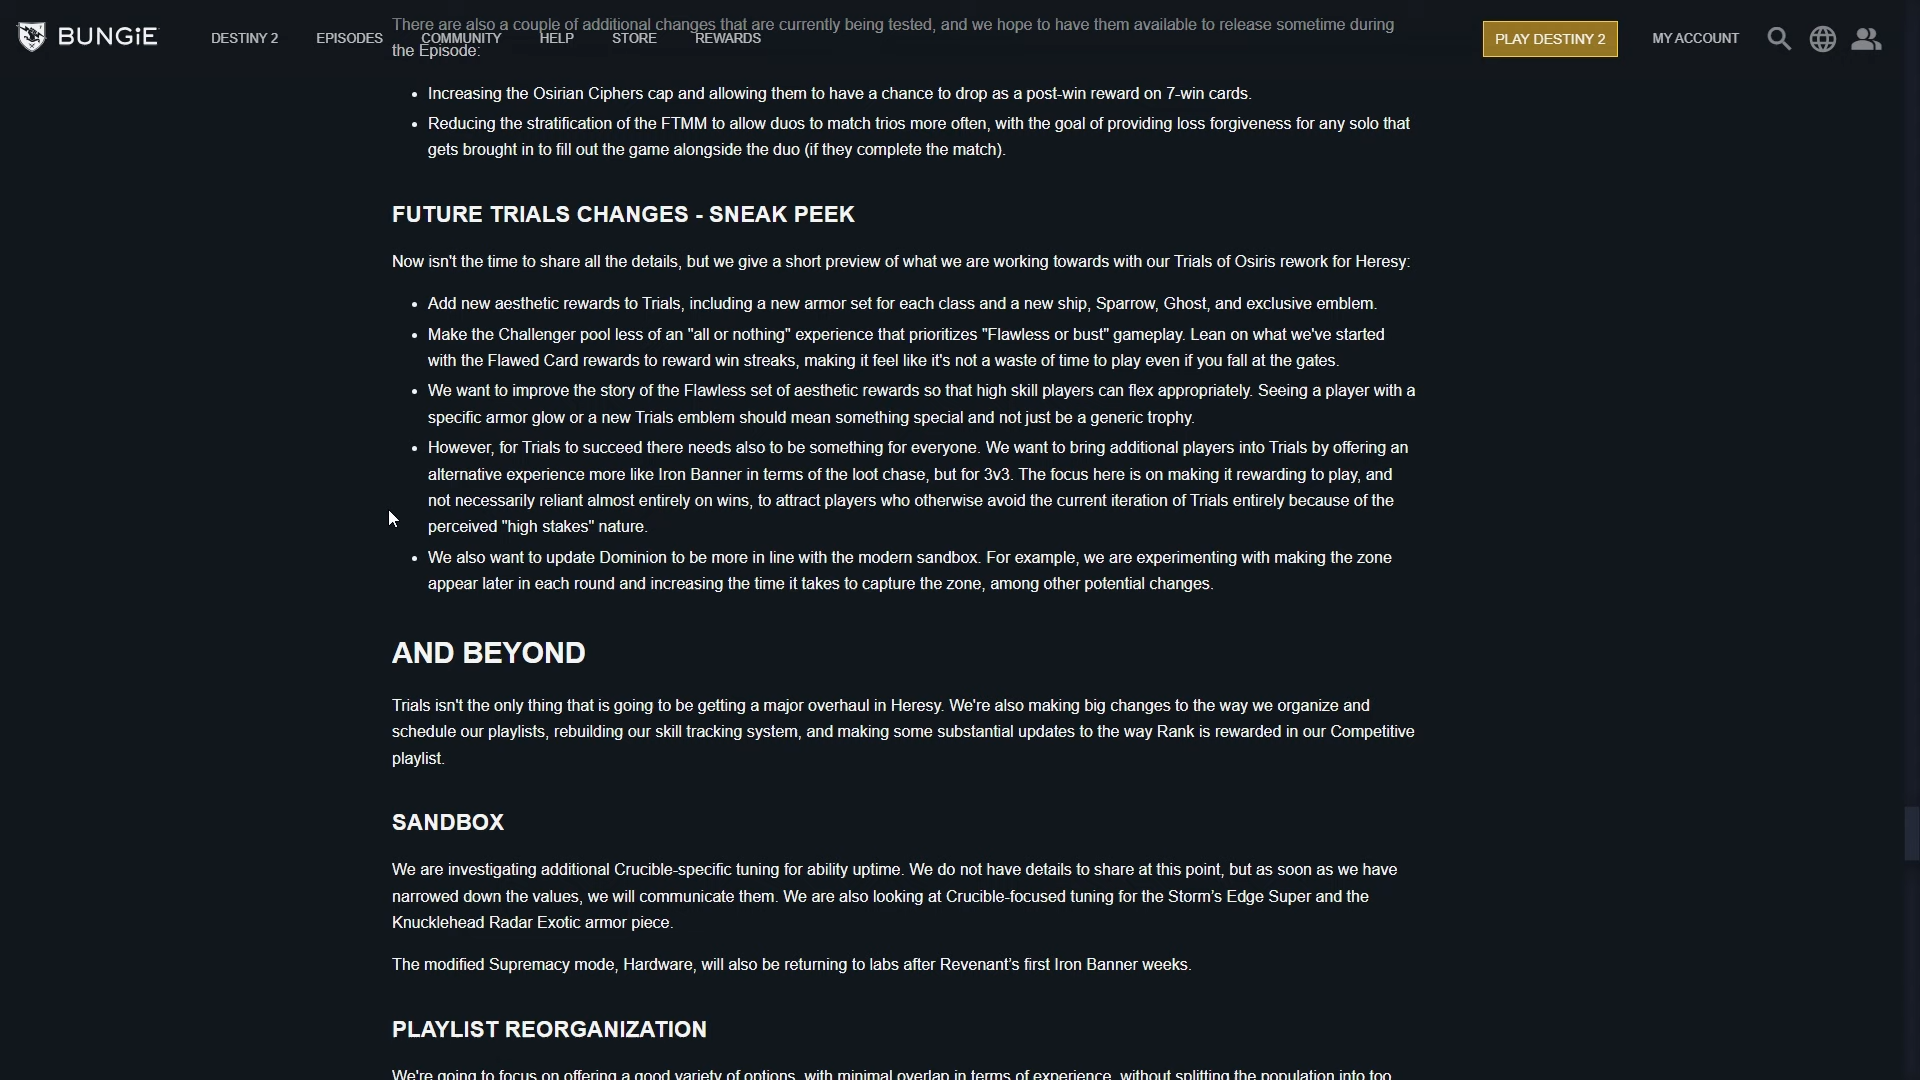 BUNGiE
DESTINY 2 EPISODES COMMUNITY HELP STORE REWARDS PLAY DESTINY 2 MY ACCOUNT
There are also a couple of additional changes that are currently being tested, and we hope to have them available to release sometime during
the Episode:
• Increasing the Osirian Ciphers cap and allowing them to have a chance to drop as a post-win reward on 7-win cards.
• Reducing the stratification of the FTMM to allow duos to match trios more often, with the goal of providing loss forgiveness for any solo that
gets brought in to fill out the game alongside the duo (if they complete the match).
FUTURE TRIALS CHANGES - SNEAK PEEK
Now isn't the time to share all the details, but we give a short preview of what we are working towards with our Trials of Osiris rework for Heresy:
• Add new aesthetic rewards to Trials, including a new armor set for each class and a new ship, Sparrow, Ghost, and exclusive emblem.
• Make the Challenger pool less of an "all or nothing" experience that prioritizes "Flawless or bust" gameplay. Lean on what we've started
with the Flawed Card rewards to reward win streaks, making it feel like it's not a waste of time to play even if you fall at the gates.
• We want to improve the story of the Flawless set of aesthetic rewards so that high skill players can flex appropriately. Seeing a player with a
specific armor glow or a new Trials emblem should mean something special and not just be a generic trophy.
• However, for Trials to succeed there needs also to be something for everyone. We want to bring additional players into Trials by offering an
alternative experience more like Iron Banner in terms of the loot chase, but for 3v3. The focus here is on making it rewarding to play, and
not necessarily reliant almost entirely on wins, to attract players who otherwise avoid the current iteration of Trials entirely because of the
perceived "high stakes" nature.
• We also want to update Dominion to be more in line with the modern sandbox. For example, we are experimenting with making the zone
appear later in each round and increasing the time it takes to capture the zone, among other potential changes.
AND BEYOND
Trials isn't the only thing that is going to be getting a major overhaul in Heresy. We're also making big changes to the way we organize and
schedule our playlists, rebuilding our skill tracking system, and making some substantial updates to the way Rank is rewarded in our Competitive
playlist.
SANDBOX
We are investigating additional Crucible-specific tuning for ability uptime. We do not have details to share at this point, but as soon as we have
narrowed down the values, we will communicate them. We are also looking at Crucible-focused tuning for the Storm's Edge Super and the
Knucklehead Radar Exotic armor piece.
The modified Supremacy mode, Hardware, will also be returning to labs after Revenant's first Iron Banner weeks.
PLAYLIST REORGANIZATION
We're going to focus on offering a good variety of options, with minimal overlap in terms of experience, without splitting the population into too